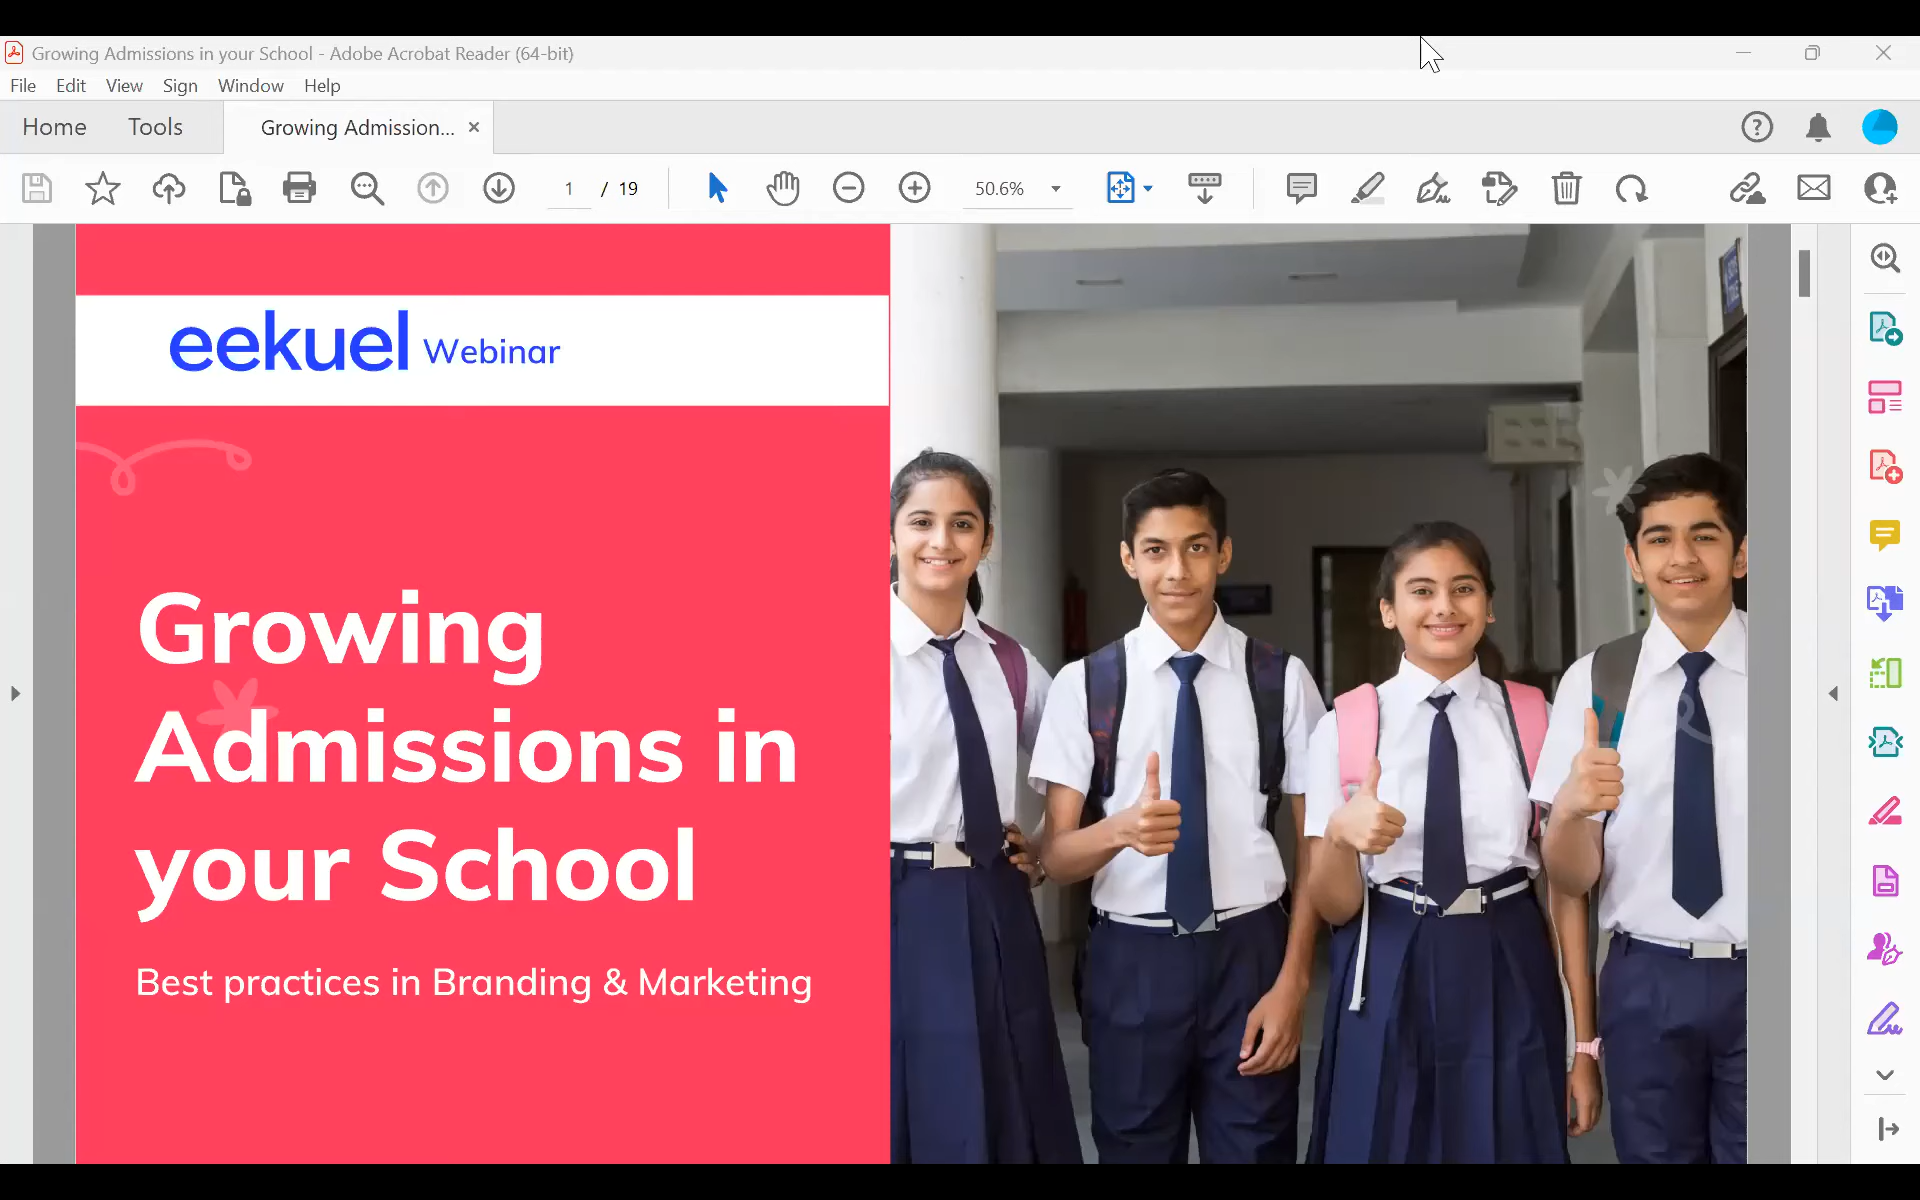 Growing Admissions in your School - Adobe Acrobat Reader (64-bit)
File Edit View Sign Window Help
Home Tools Growing Admission... ×
1 / 19 50.6%
eekuel Webinar
Growing
Admissions in
your School
Best practices in Branding & Marketing